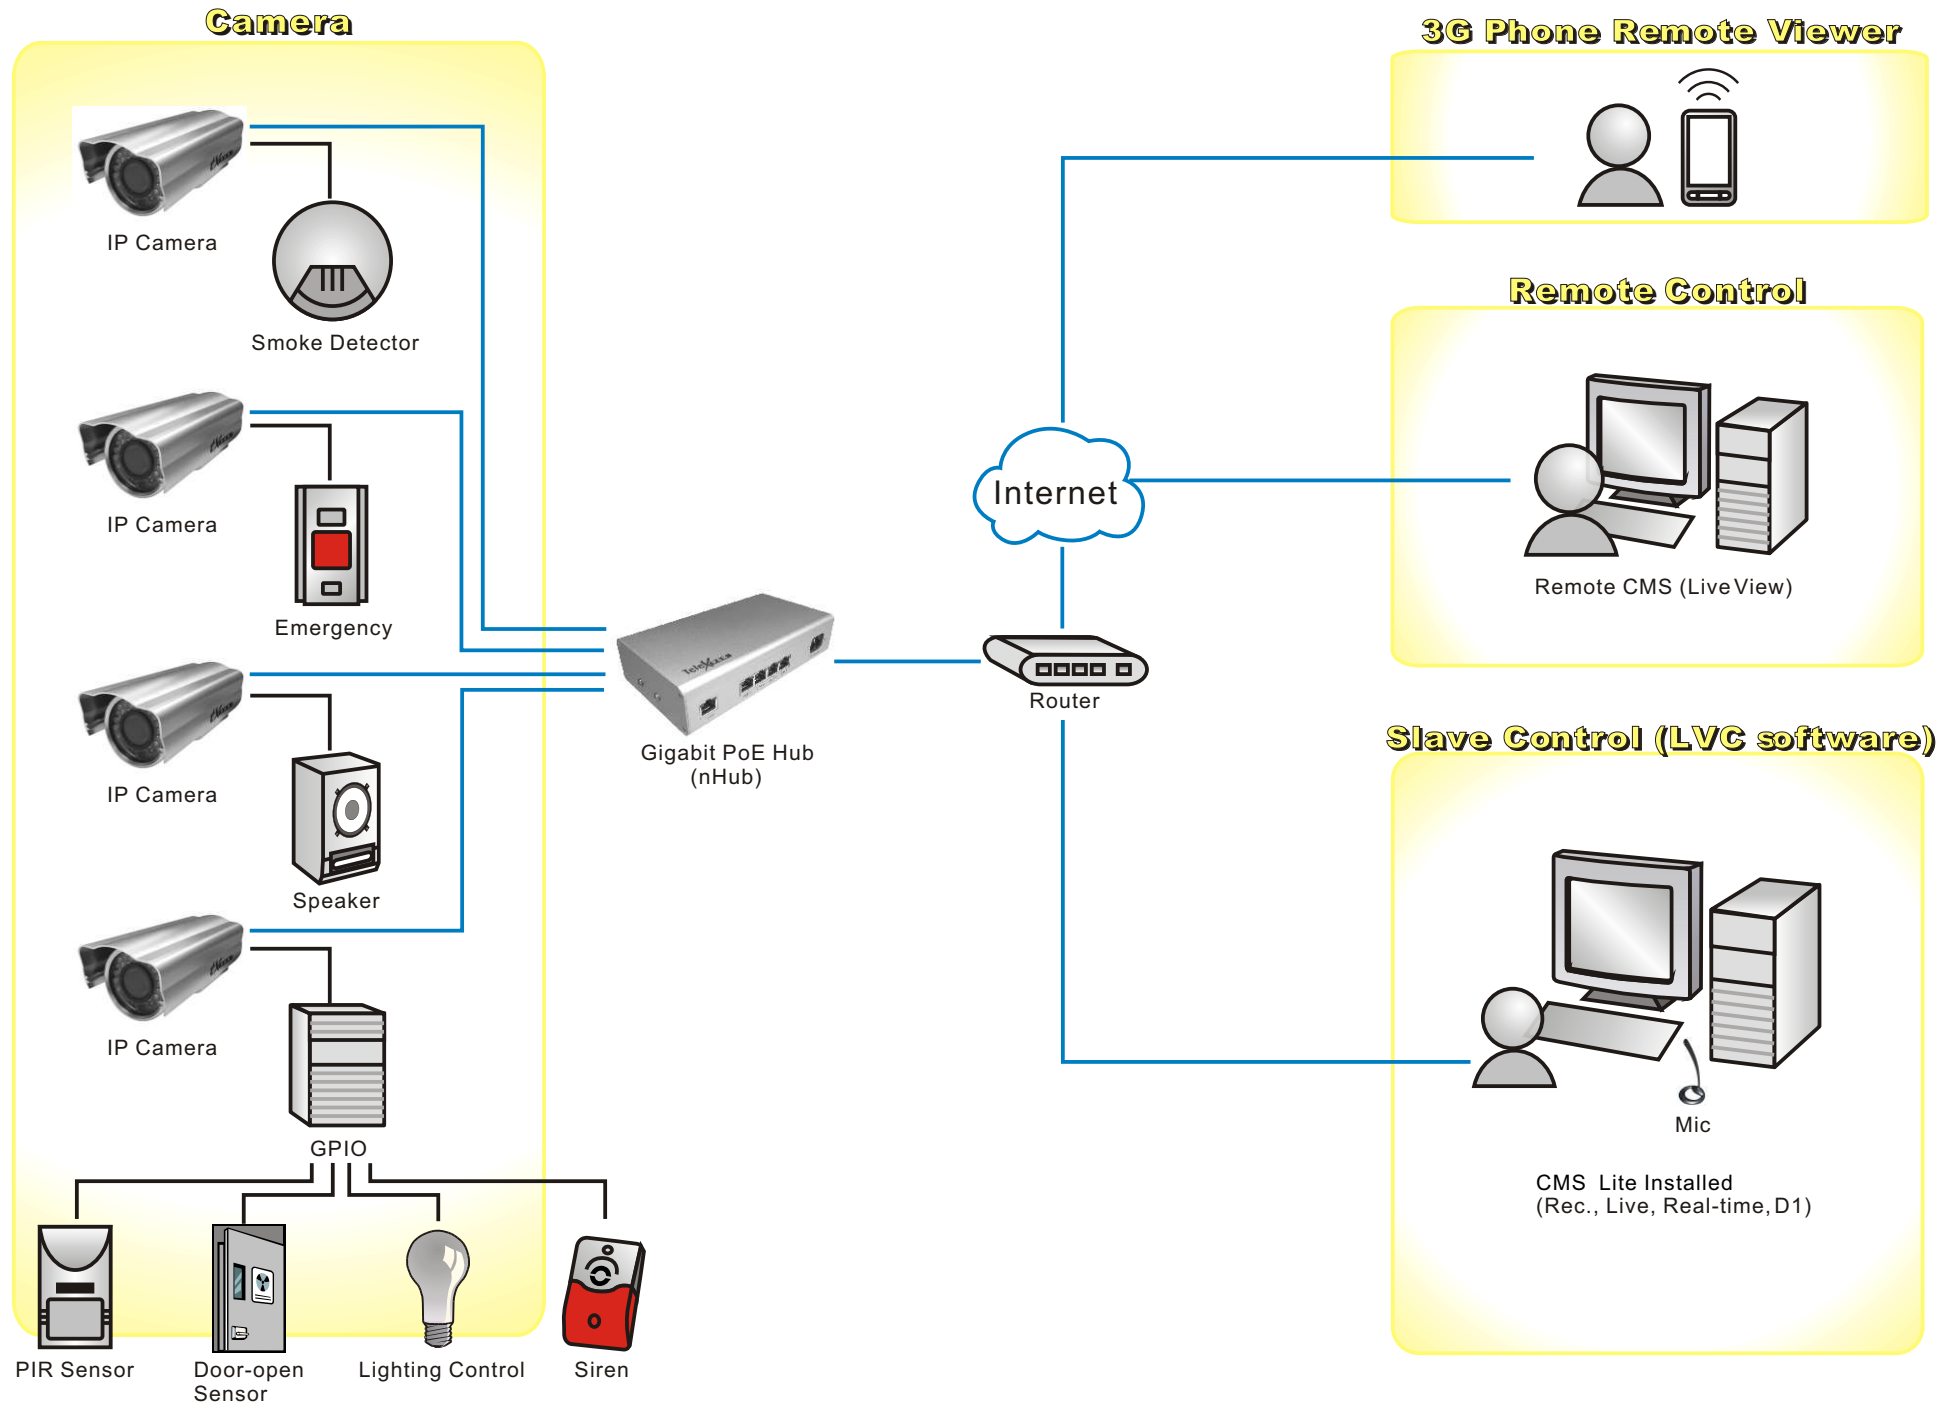 Camera
IP Camera
Smoke Detector
IP Camera
Emergency
IP Camera
Speaker
IP Camera
GPIO
PIR Sensor
Door-open
Sensor
Lighting Control
Siren
Gigabit PoE Hub
(nHub)
Internet
Router
3G Phone Remote Viewer
Remote Control
Remote CMS (Live View)
Slave Control (LVC software)
Mic
CMS Lite Installed
(Rec., Live, Real-time, D1)